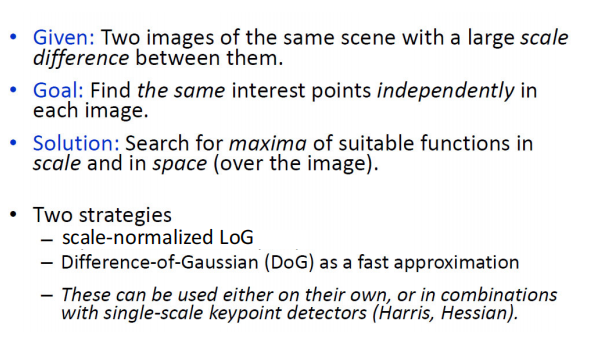 • Given: Two images of the same scene with a large scale
difference between them.
• Goal: Find the same interest points independently in
each image.
• Solution: Search for maxima of suitable functions in
scale and in space (over the image).
• Two strategies
– scale-normalized LoG
– Difference-of-Gaussian (DoG) as a fast approximation
– These can be used either on their own, or in combinations
with single-scale keypoint detectors (Harris, Hessian).